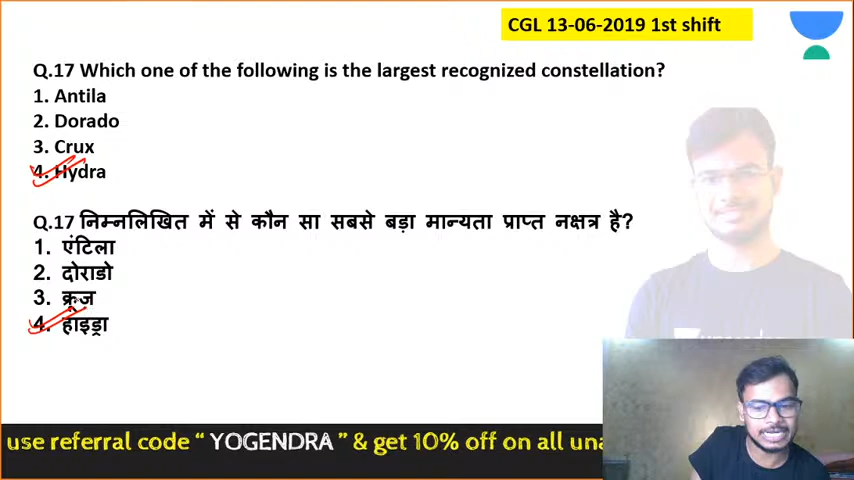 CGL 13-06-2019 1st shift
Q.17 Which one of the following is the largest recognized constellation?
1. Antila
2. Dorado
3. Crux
4. Hydra
Q.17 निम्नलिखित में से कौन सा सबसे बड़ा मान्यता प्राप्त नक्षत्र है?
1. एंटिला
2. दोराडो
3. क्रूज
4. हाइड्रा
use referral code “ YOGENDRA ” & get 10% off on all una